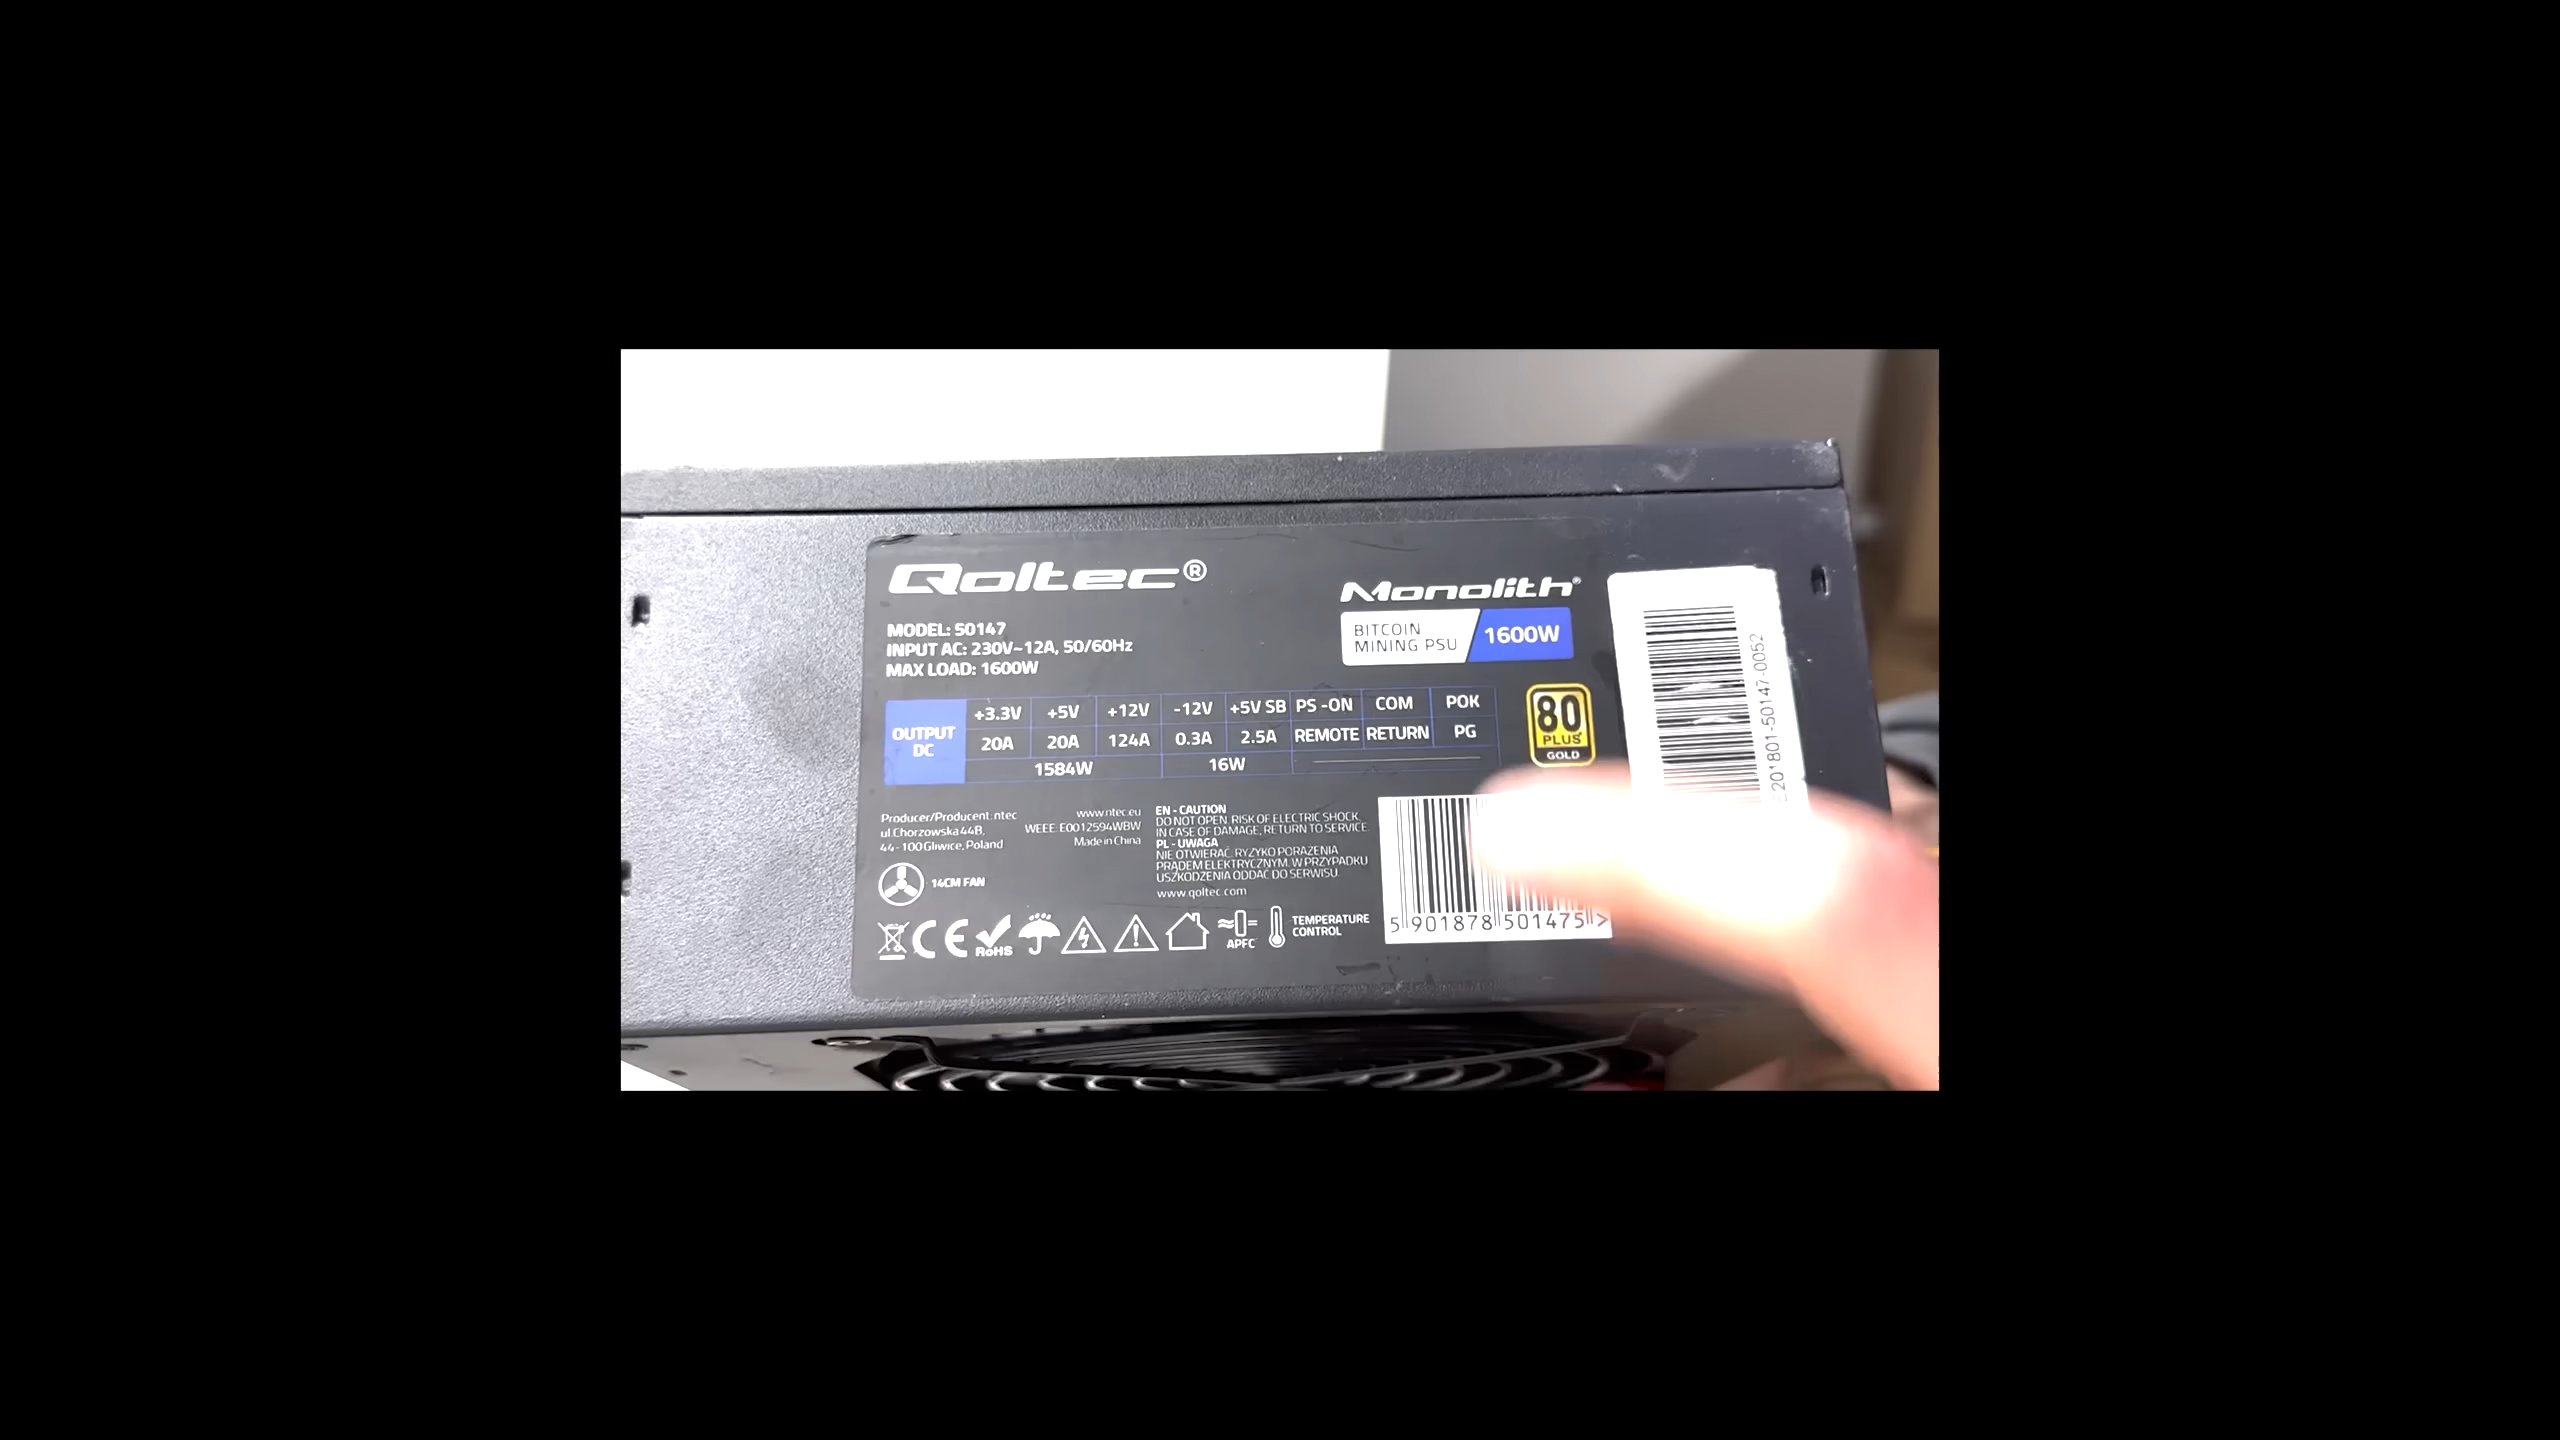 Qoltec®
MODEL: 50147
INPUT AC: 230V~12A, 50/60Hz
MAX LOAD: 1600W
Monolith®
BITCOIN
MINING PSU
1600W
OUTPUT DC +3.3V +5V +12V -12V +5V SB PS -ON COM POK
20A 20A 124A 0.3A 2.5A REMOTE RETURN PG
1584W 16W
80
PLUS
GOLD
Producer/Producent: ntec
ul.Chorzowska 44B,
44-100 Gliwice, Poland
www.ntec.eu
WEEE: E0012594WBW
Made in China
EN - CAUTION
DO NOT OPEN. RISK OF ELECTRIC SHOCK.
IN CASE OF DAMAGE, RETURN TO SERVICE
PL - UWAGA
NIE OTWIERAĆ. RYZYKO PORAŻENIA
PRĄDEM ELEKTRYCZNYM. W PRZYPADKU
USZKODZENIA ODDAĆ DO SERWISU.
www.qoltec.com
14CM FAN
CE
RoHS
APFC
TEMPERATURE
CONTROL
5 901878 501475 >
201801-50147-0052